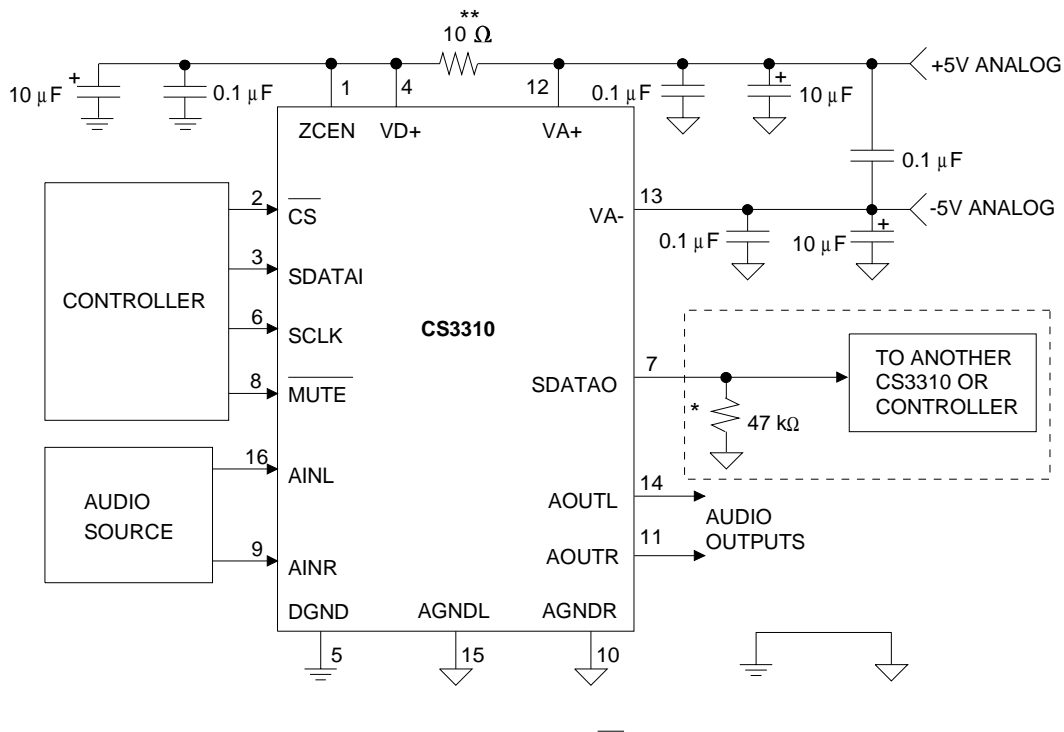 **
10 Ω
+5V ANALOG
+
10 µF
0.1 µF
1
4
12
0.1 µF
+
10 µF
ZCEN
VD+
VA+
0.1 µF
13
-5V ANALOG
VA-
0.1 µF
10 µF
+
CONTROLLER
2
CS
3
SDATAI
6
SCLK
8
MUTE
CS3310
7
SDATAO
*
47 kΩ
TO ANOTHER
CS3310 OR
CONTROLLER
AUDIO
SOURCE
16
AINL
9
AINR
14
AOUTL
11
AOUTR
AUDIO
OUTPUTS
DGND
AGNDL
AGNDR
5
15
10